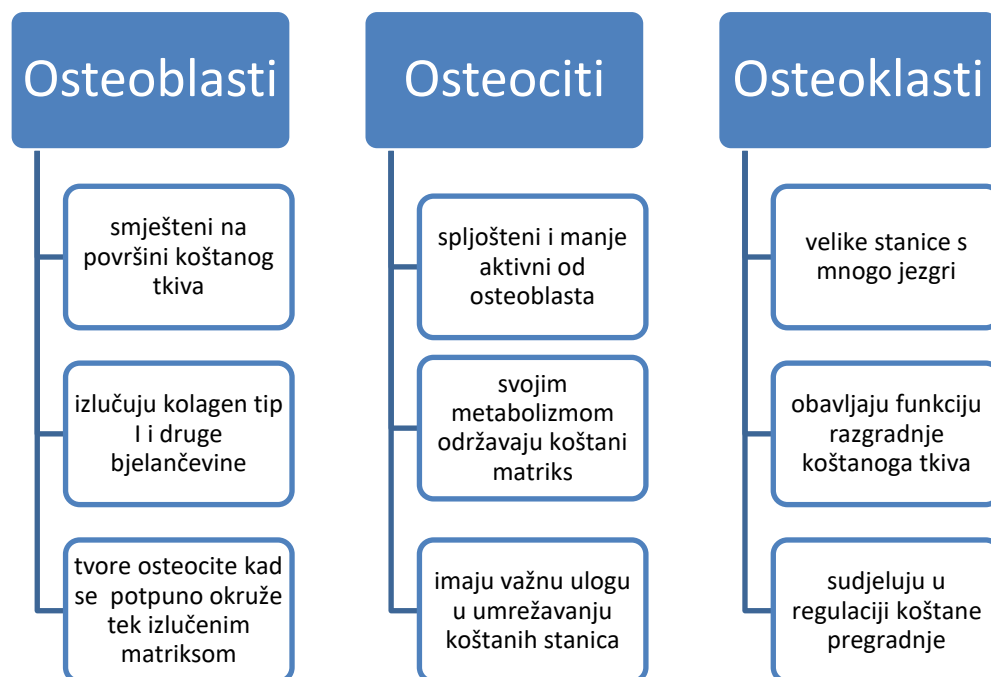 Osteoblasti
smješteni na
površini koštanog
tkiva
izlučuju kolagen tip
I i druge
bjelančevine
tvore osteocite kad
se potpuno okruže
tek izlučenim
matriksom
Osteociti
spljošteni i manje
aktivni od
osteoblasta
svojim
metabolizmom
održavaju koštani
matriks
imaju važnu ulogu
u umrežavanju
koštanih stanica
Osteoklasti
velike stanice s
mnogo jezgri
obavljaju funkciju
razgradnje
koštanoga tkiva
sudjeluju u
regulaciji koštane
pregradnje